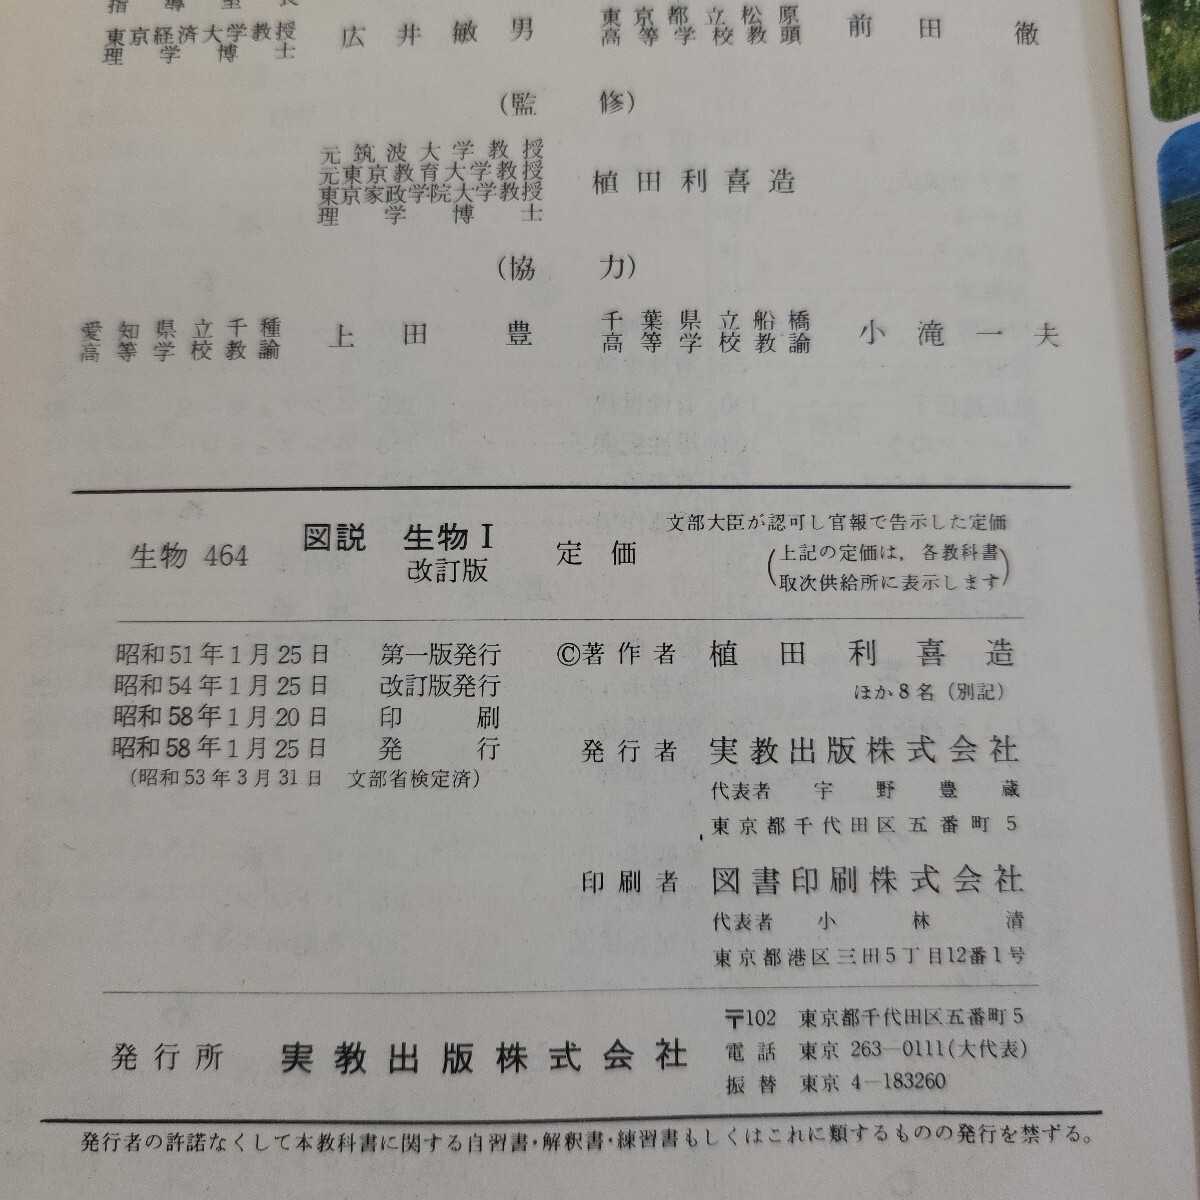 指導室長
東京経済大学教授
理学博士
広井敏男
東京都立松原
高等学校教頭
前田徹
(監修)
元筑波大学教授
元東京教育大学教授
東京家政学院大学教授
理学博士
植田利喜造
(協力)
愛知県立千種
高等学校教諭
上田豊
千葉県立船橋
高等学校教諭
小滝一夫
生物 464
図説 生物Ⅰ
改訂版
定価
文部大臣が認可し官報で告示した定価
(上記の定価は、各教科書
取次供給所に表示します)
昭和51年1月25日 第一版発行
昭和54年1月25日 改訂版発行
昭和58年1月20日 印刷
昭和58年1月25日 発行
(昭和53年3月31日 文部省検定済)
©著作者 植田利喜造
ほか8名(別記)
発行者 実教出版株式会社
代表者 宇野豊蔵
東京都千代田区五番町5
印刷者 図書印刷株式会社
代表者 小林清
東京都港区三田5丁目12番1号
発行所 実教出版株式会社
〒102 東京都千代田区五番町5
電話 東京 263-0111(大代表)
振替 東京 4-183260
発行者の許諾なくして本教科書に関する自習書・解釈書・練習書もしくはこれに類するものの発行を禁ずる。